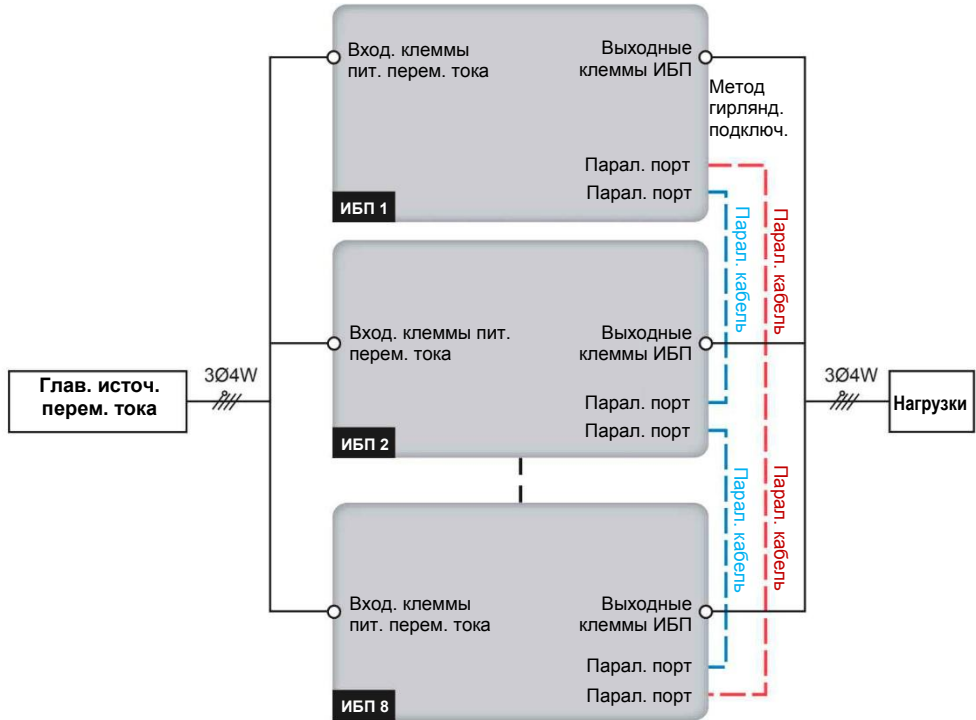 Вход. клеммы
пит. перем. тока
Выходные
клеммы ИБП
Метод
гирлянд.
подключ.
Парал. порт
Парал. порт
ИБП 1
Парал. кабель
Парал. кабель
Вход. клеммы пит.
перем. тока
Выходные
клеммы ИБП
Глав. источ.
перем. тока
3Ø4W
3Ø4W
Нагрузки
Парал. порт
Парал. порт
ИБП 2
Парал. кабель
Парал. кабель
Вход. клеммы
пит. перем. тока
Выходные
клеммы ИБП
Парал. порт
Парал. порт
ИБП 8